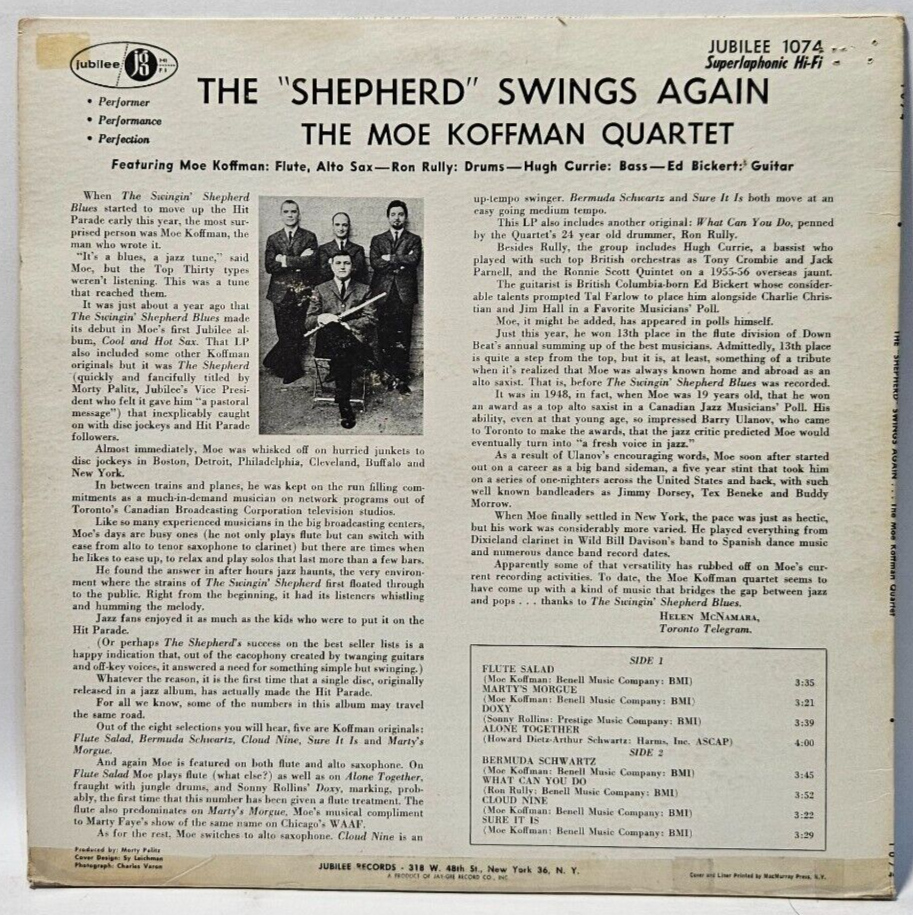 jubilee
JG
HI
FI
JUBILEE 1074
Superlaphonic Hi-Fi
• Performer
• Performance
• Perfection
THE "SHEPHERD" SWINGS AGAIN
THE MOE KOFFMAN QUARTET
Featuring Moe Koffman: Flute, Alto Sax—Ron Rully: Drums—Hugh Currie: Bass—Ed Bickert: Guitar
When The Swingin' Shepherd
Blues started to move up the Hit
Parade early this year, the most sur-
prised person was Moe Koffman, the
man who wrote it.
"It's a blues, a jazz tune," said
Moe, but the Top Thirty types
weren't listening. This was a tune
that reached them.
It was just about a year ago that
The Swingin' Shepherd Blues made
its debut in Moe's first Jubilee al-
bum, Cool and Hot Sax. That LP
also included some other Koffman
originals but it was The Shepherd
(quickly and fancifully titled by
Morty Palitz, Jubilee's Vice Presi-
dent who felt it gave him "a pastoral
message") that inexplicably caught
on with disc jockeys and Hit Parade
followers.
Almost immediately, Moe was whisked off on hurried junkets to
disc jockeys in Boston, Detroit, Philadelphia, Cleveland, Buffalo and
New York.
In between trains and planes, he was kept on the run filling com-
mitments as a much-in-demand musician on network programs out of
Toronto's Canadian Broadcasting Corporation television studios.
Like so many experienced musicians in the big broadcasting centers,
Moe's days are busy ones (he not only plays flute but can switch with
ease from alto to tenor saxophone to clarinet) but there are times when
he likes to ease up, to relax and play solos that last more than a few bars.
He found the answer in after hours jazz haunts, the very environ-
ment where the strains of The Swingin' Shepherd first floated through
to the public. Right from the beginning, it had its listeners whistling
and humming the melody.
Jazz fans enjoyed it as much as the kids who were to put it on the
Hit Parade.
(Or perhaps The Shepherd's success on the best seller lists is a
happy indication that, out of the cacophony created by twanging guitars
and off-key voices, it answered a need for something simple but swinging.)
Whatever the reason, it is the first time that a single disc, originally
released in a jazz album, has actually made the Hit Parade.
For all we know, some of the numbers in this album may travel
the same road.
Out of the eight selections you will hear, five are Koffman originals:
Flute Salad, Bermuda Schwartz, Cloud Nine, Sure It Is and Marty's
Morgue.
And again Moe is featured on both flute and alto saxophone. On
Flute Salad Moe plays flute (what else?) as well as on Alone Together,
fraught with jungle drums, and Sonny Rollins' Doxy, marking, prob-
ably, the first time that this number has been given a flute treatment. The
flute also predominates on Marty's Morgue, Moe's musical compliment
to Marty Faye's show of the same name on Chicago's WAAF.
As for the rest, Moe switches to alto saxophone. Cloud Nine is an
up-tempo swinger. Bermuda Schwartz and Sure It Is both move at an
easy going medium tempo.
This LP also includes another original: What Can You Do, penned
by the Quartet's 24 year old drummer, Ron Rully.
Besides Rully, the group includes Hugh Currie, a bassist who
played with such top British orchestras as Tony Crombie and Jack
Parnell, and the Ronnie Scott Quintet on a 1955-56 overseas jaunt.
The guitarist is British Columbia-born Ed Bickert whose consider-
able talents prompted Tal Farlow to place him alongside Charlie Chris-
tian and Jim Hall in a Favorite Musicians' Poll.
Moe, it might be added, has appeared in polls himself.
Just this year, he won 13th place in the flute division of Down
Beat's annual summing up of the best musicians. Admittedly, 13th place
is quite a step from the top, but it is, at least, something of a tribute
when it's realized that Moe was always known home and abroad as an
alto saxist. That is, before The Swingin' Shepherd Blues was recorded.
It was in 1948, in fact, when Moe was 19 years old, that he won
an award as a top alto saxist in a Canadian Jazz Musicians' Poll. His
ability, even at that young age, so impressed Barry Ulanov, who came
to Toronto to make the awards, that the jazz critic predicted Moe would
eventually turn into "a fresh voice in jazz."
As a result of Ulanov's encouraging words, Moe soon after started
out on a career as a big band sideman, a five year stint that took him
on a series of one-nighters across the United States and back, with such
well known bandleaders as Jimmy Dorsey, Tex Beneke and Buddy
Morrow.
When Moe finally settled in New York, the pace was just as hectic,
but his work was considerably more varied. He played everything from
Dixieland clarinet in Wild Bill Davison's band to Spanish dance music
and numerous dance band record dates.
Apparently some of that versatility has rubbed off on Moe's cur-
rent recording activities. To date, the Moe Koffman quartet seems to
have come up with a kind of music that bridges the gap between jazz
and pops . . . thanks to The Swingin' Shepherd Blues.
HELEN MCNAMARA,
Toronto Telegram.
SIDE 1
FLUTE SALAD
(Moe Koffman: Benell Music Company: BMI) 3:35
MARTY'S MORGUE
(Moe Koffman: Benell Music Company: BMI) 3:21
DOXY
(Sonny Rollins: Prestige Music Company: BMI) 3:39
ALONE TOGETHER
(Howard Dietz-Arthur Schwartz: Harms, Inc. ASCAP) 4:00
SIDE 2
BERMUDA SCHWARTZ
(Moe Koffman: Benell Music Company: BMI) 3:45
WHAT CAN YOU DO
(Ron Rully: Benell Music Company: BMI) 3:52
CLOUD NINE
(Moe Koffman: Benell Music Company: BMI) 3:22
SURE IT IS
(Moe Koffman: Benell Music Company: BMI) 3:29
Produced by: Morty Palitz
Cover Design: Sy Leichman
Photograph: Charles Varon
JUBILEE RECORDS - 318 W. 48th St., New York 36, N. Y.
A PRODUCT OF JAY-GEE RECORD CO., INC.
Cover and Liner Printed by MacMurray Press, N.Y.
1074
THE "SHEPHERD" SWINGS AGAIN . . . The Moe Koffman Quartet
1074